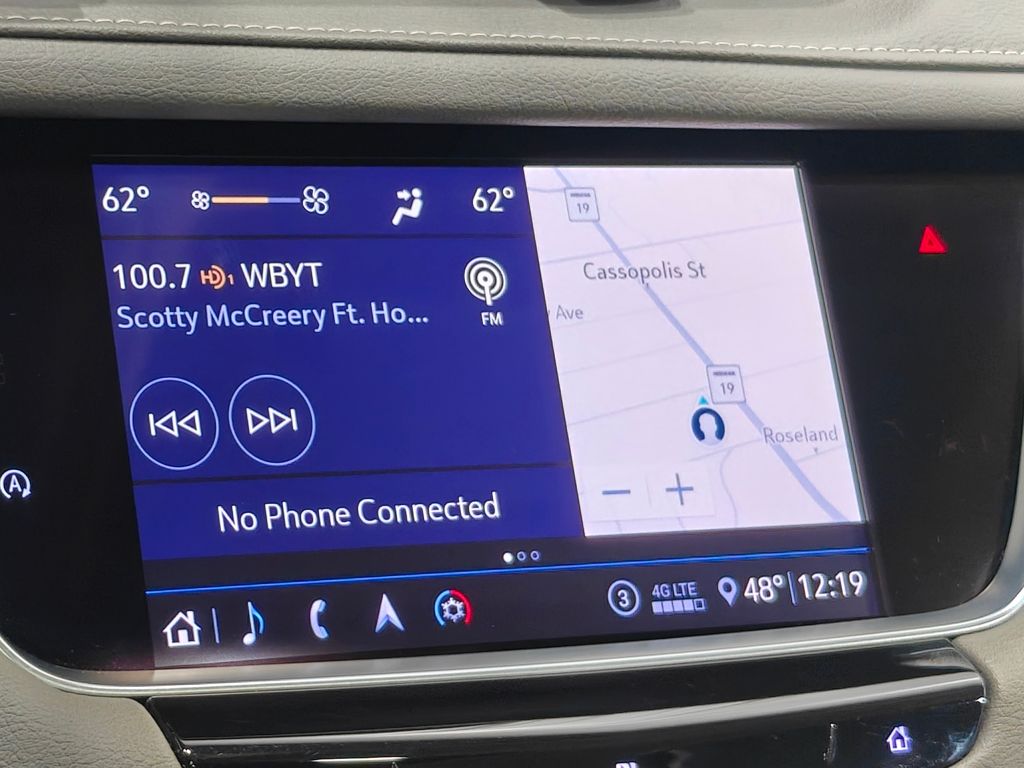 62° 62°
100.7 HD1 WBYT
Scotty McCreery Ft. Ho...
FM
No Phone Connected
19
Cassopolis St
Ave
INDIANA
19
Roseland
− +
A
3 4G LTE 48° 12:19